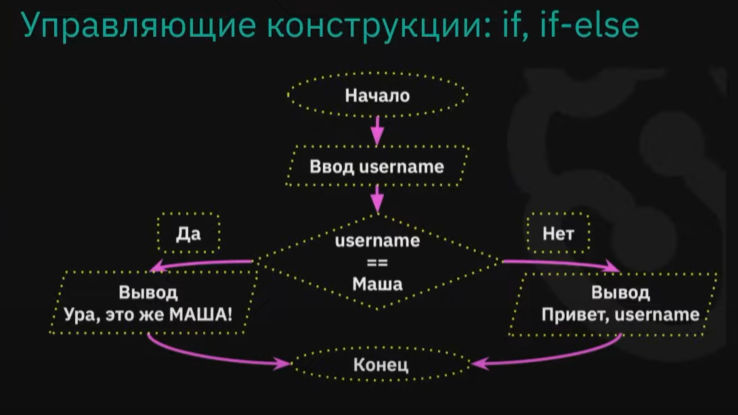 Управляющие конструкции: if, if-else
Начало
Ввод username
Да
username
==
Маша
Нет
Вывод
Ура, это же МАША!
Вывод
Привет, username
Конец